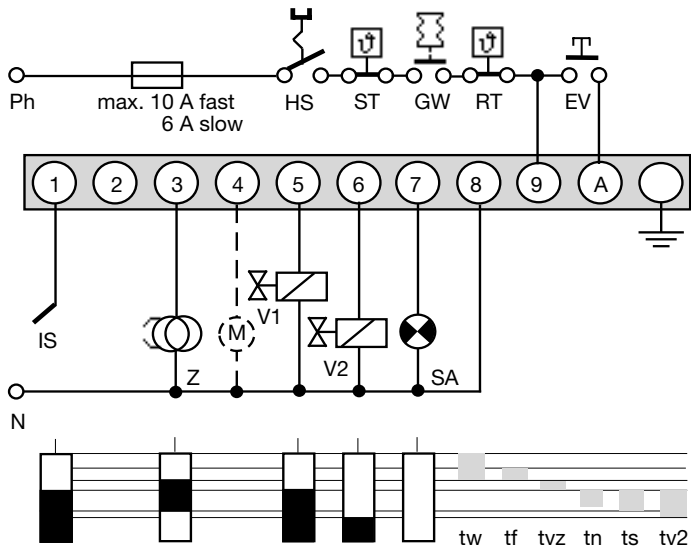 ϑ ϑ
Ph max. 10 A fast HS ST GW RT EV
6 A slow
1 2 3 4 5 6 7 8 9 A
IS V1 M
Z V2 SA
N
tw tf tvz tn ts tv2